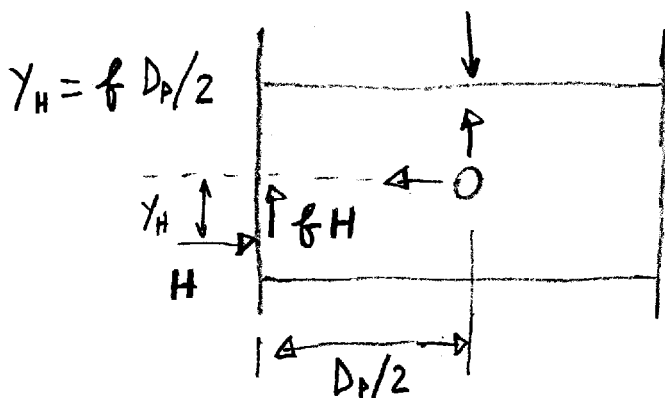 Y_H = f D_P/2
Y_H
f H
H
D_P/2